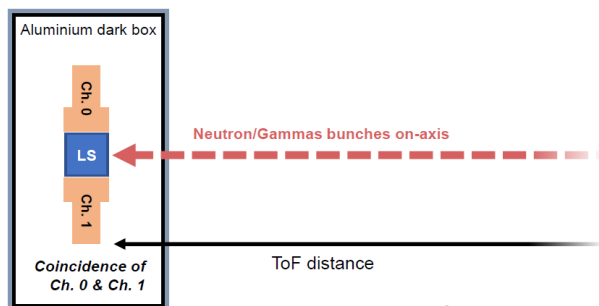 Aluminium dark box
Ch. 0
Neutron/Gammas bunches on-axis
LS
Ch. 1
ToF distance
Coincidence of
Ch. 0 & Ch. 1